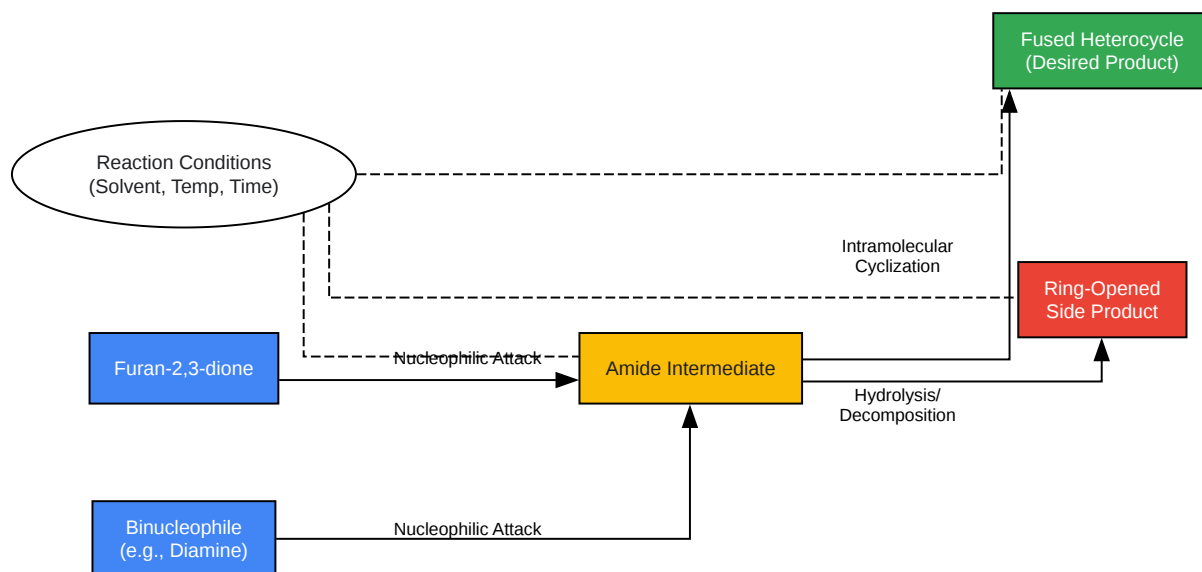 Fused Heterocycle
(Desired Product)
Reaction Conditions
(Solvent, Temp, Time)
Intramolecular
Cyclization
Ring-Opened
Side Product
Furan-2,3-dione
Nucleophilic Attack
Amide Intermediate
Hydrolysis/
Decomposition
Binucleophile
(e.g., Diamine)
Nucleophilic Attack